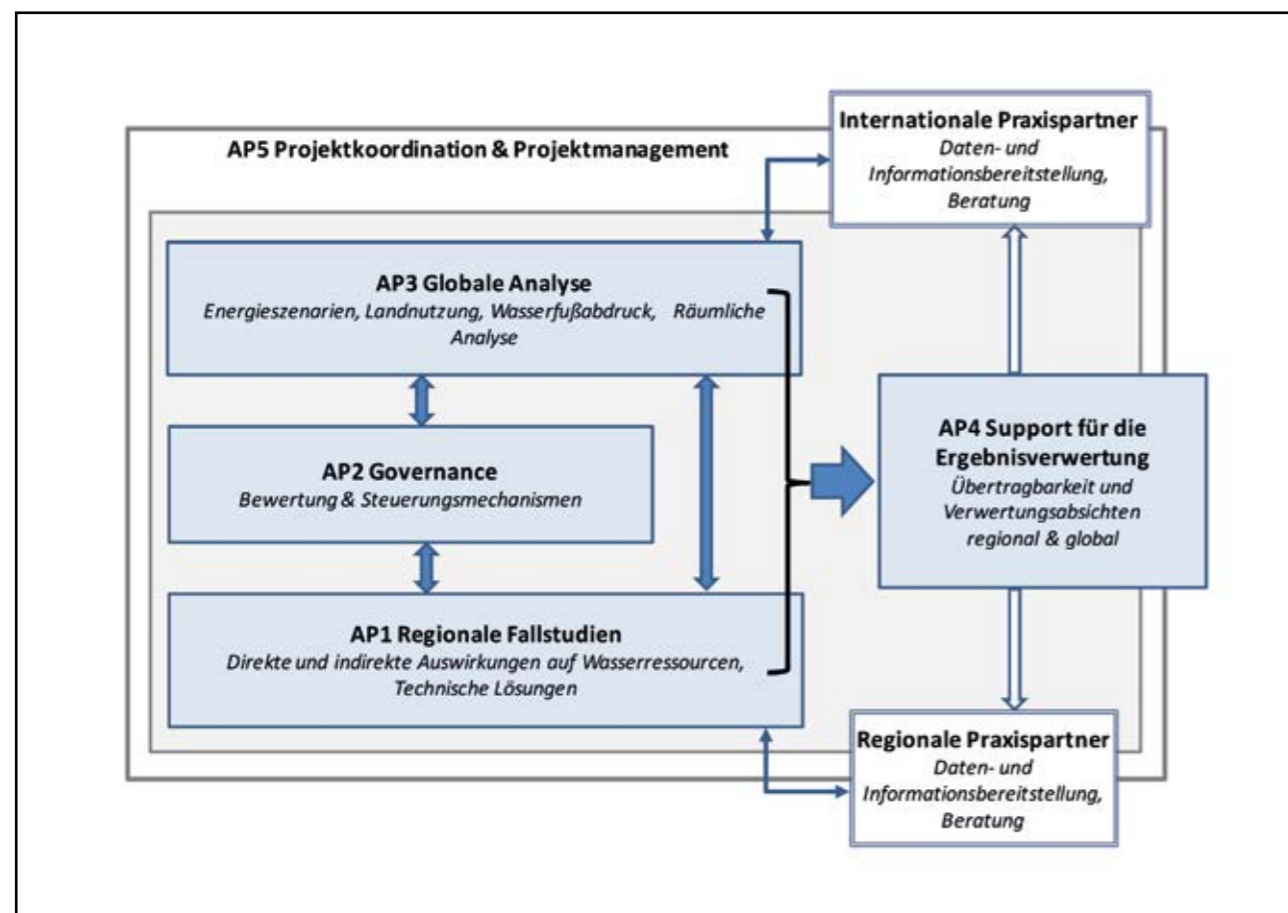 AP5 Projektkoordination & Projektmanagement
Internationale Praxispartner
Daten- und
Informationsbereitstellung,
Beratung
AP3 Globale Analyse
Energieszenarien, Landnutzung, Wasserfußabdruck, Räumliche
Analyse
AP2 Governance
Bewertung & Steuerungsmechanismen
AP1 Regionale Fallstudien
Direkte und indirekte Auswirkungen auf Wasserressourcen,
Technische Lösungen
AP4 Support für die
Ergebnisverwertung
Übertragbarkeit und
Verwertungsabsichten
regional & global
Regionale Praxispartner
Daten- und
Informationsbereitstellung,
Beratung